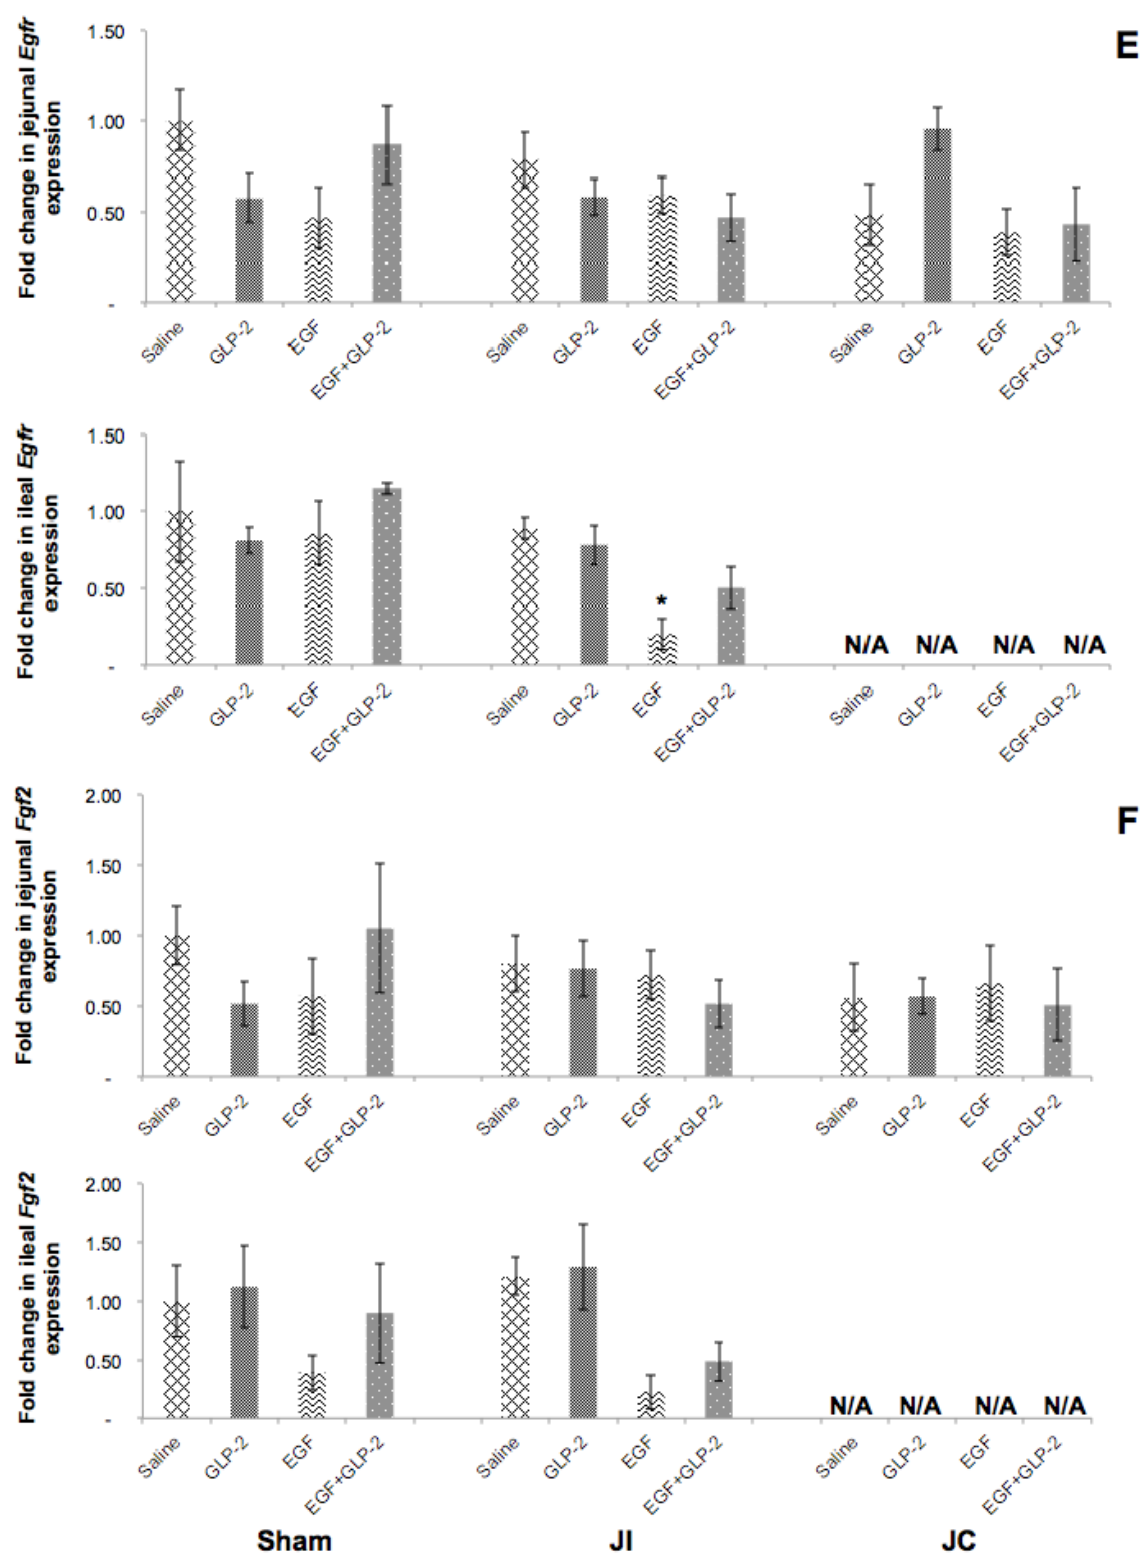 E
Fold change in jejunal Egfr
expression
1.50
1.00
0.50
-
Saline GLP-2 EGF EGF+GLP-2 Saline GLP-2 EGF EGF+GLP-2 Saline GLP-2 EGF EGF+GLP-2
Fold change in ileal Egfr
expression
1.50
1.00
0.50
-
*
N/A N/A N/A N/A
Saline GLP-2 EGF EGF+GLP-2 Saline GLP-2 EGF EGF+GLP-2 Saline GLP-2 EGF EGF+GLP-2
F
Fold change in jejunal Fgf2
expression
2.00
1.50
1.00
0.50
-
Saline GLP-2 EGF EGF+GLP-2 Saline GLP-2 EGF EGF+GLP-2 Saline GLP-2 EGF EGF+GLP-2
Fold change in ileal Fgf2
expression
2.00
1.50
1.00
0.50
-
N/A N/A N/A N/A
Saline GLP-2 EGF EGF+GLP-2 Saline GLP-2 EGF EGF+GLP-2 Saline GLP-2 EGF EGF+GLP-2
Sham JI JC